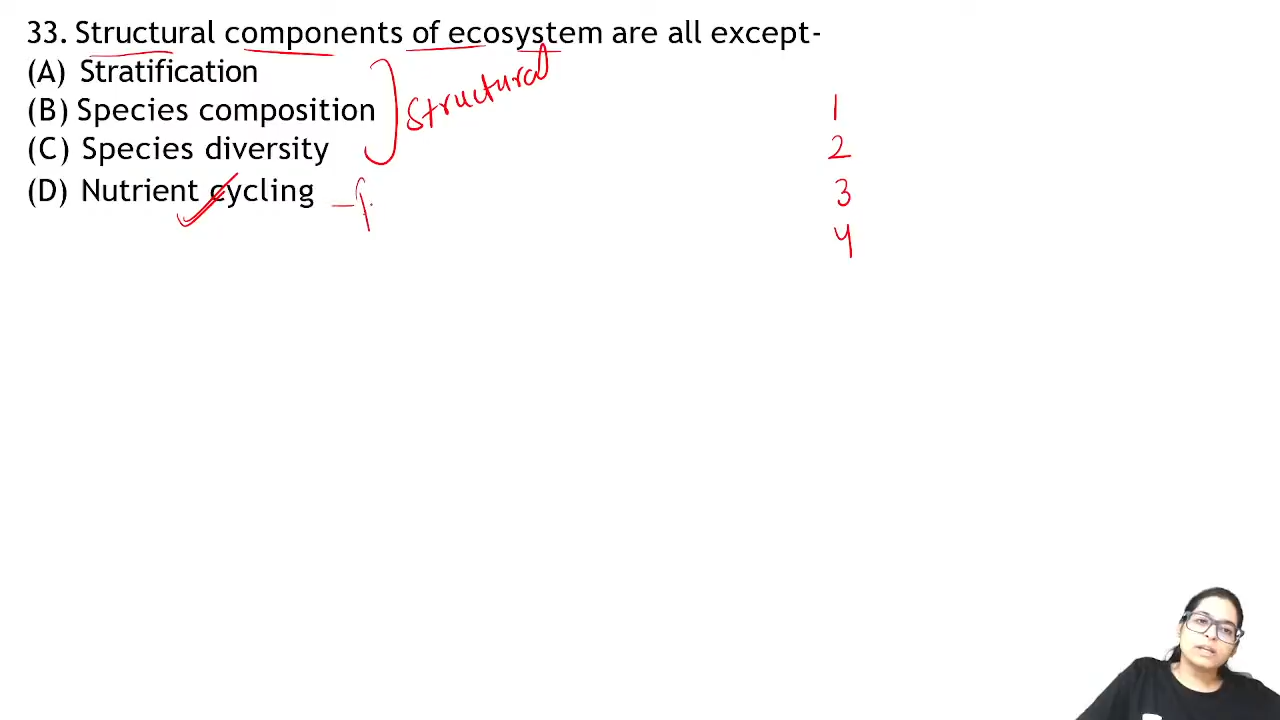 33. Structural components of ecosystem are all except-
(A) Stratification
(B) Species composition
(C) Species diversity
(D) Nutrient cycling
Structural
1
2
3
4